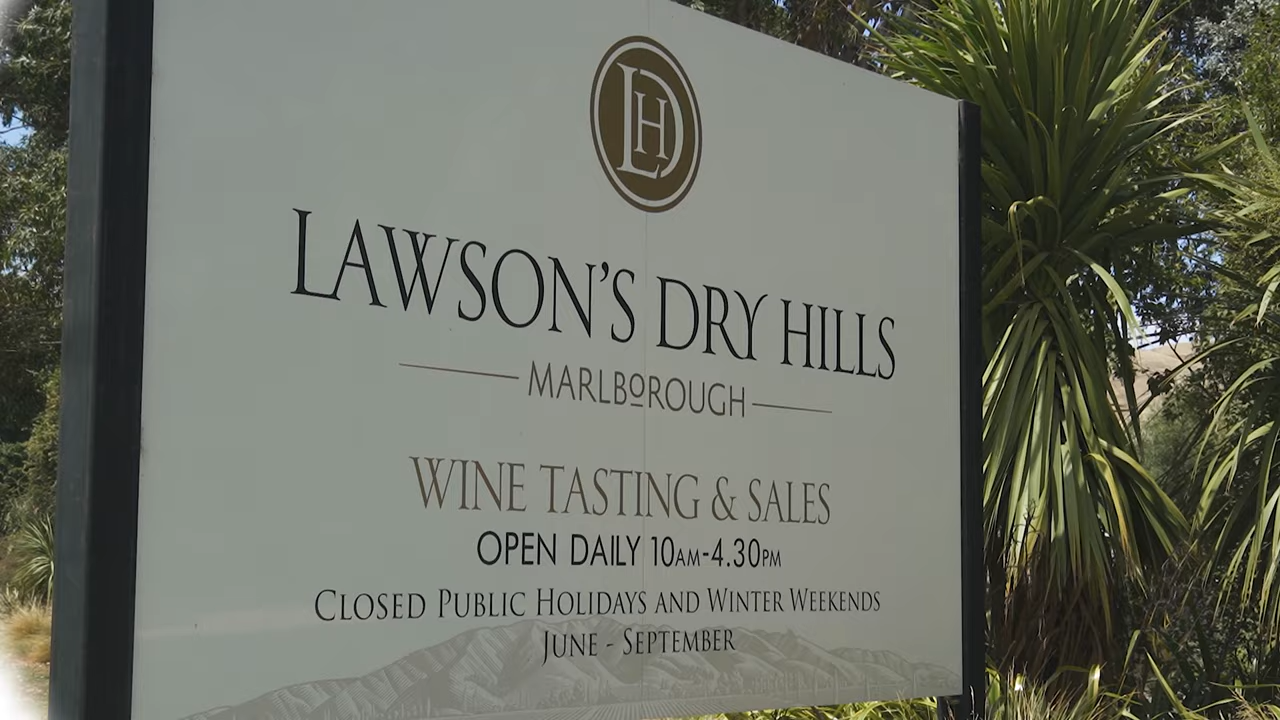 LDH
LAWSON'S DRY HILLS
MARLBOROUGH
WINE TASTING & SALES
OPEN DAILY 10AM-4.30PM
CLOSED PUBLIC HOLIDAYS AND WINTER WEEKENDS
JUNE - SEPTEMBER